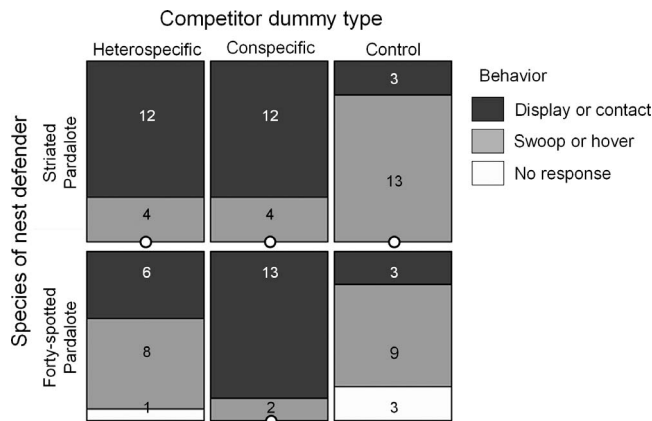 Competitor dummy type
Heterospecific Conspecific Control
Behavior
Display or contact
Swoop or hover
No response
Species of nest defender
Striated
Pardalote
12 12 3
4 4 13
Forty-spotted
Pardalote
6 13 3
8 9
1 2 3